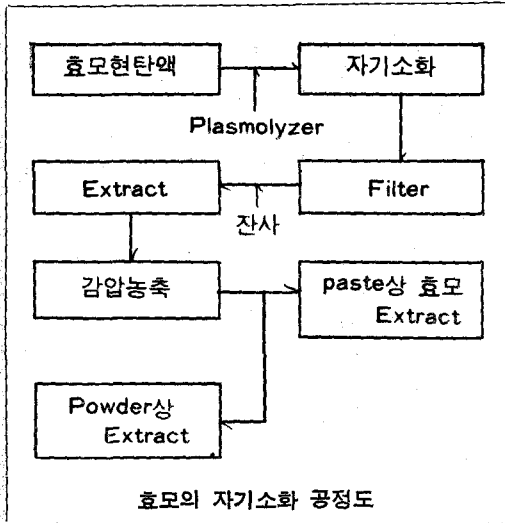 효모현탄액
자기소화
Plasmolyzer
Extract
Filter
잔사
감압농축
paste상 효모
Extract
Powder상
Extract
효모의 자기소화 공정도